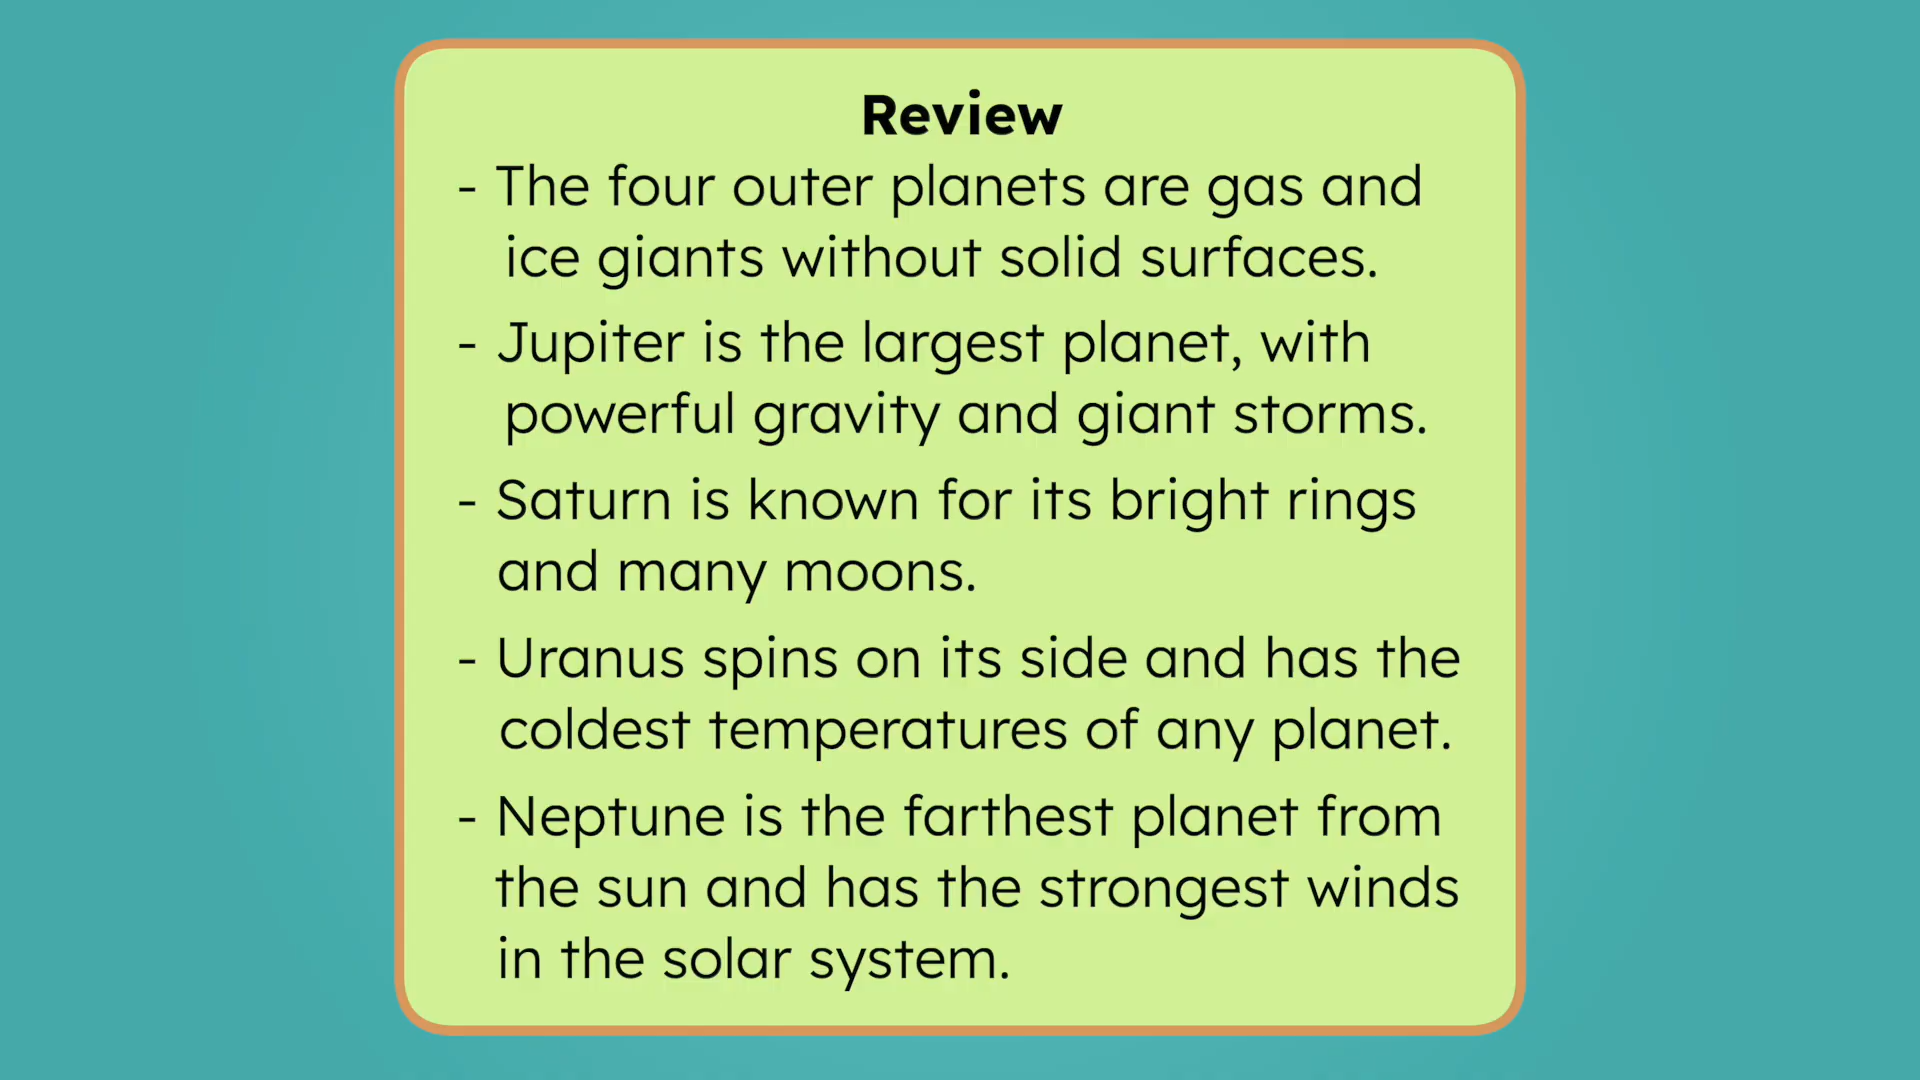 Review
- The four outer planets are gas and
ice giants without solid surfaces.
- Jupiter is the largest planet, with
powerful gravity and giant storms.
- Saturn is known for its bright rings
and many moons.
- Uranus spins on its side and has the
coldest temperatures of any planet.
- Neptune is the farthest planet from
the sun and has the strongest winds
in the solar system.